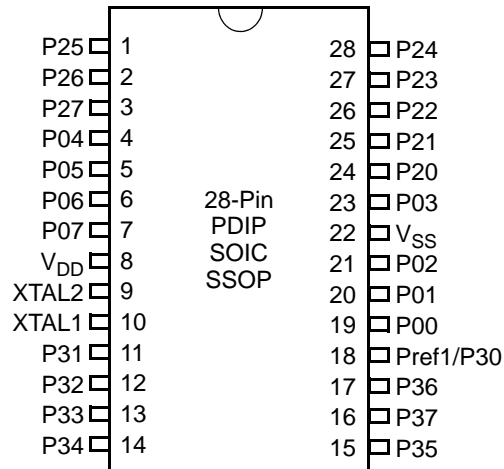 P25 1 28 P24
P26 2 27 P23
P27 3 26 P22
P04 4 25 P21
P05 5 24 P20
P06 6 28-Pin 23 P03
P07 7 PDIP 22 VSS
VDD 8 SOIC 21 P02
XTAL2 9 SSOP 20 P01
XTAL1 10 19 P00
P31 11 18 Pref1/P30
P32 12 17 P36
P33 13 16 P37
P34 14 15 P35